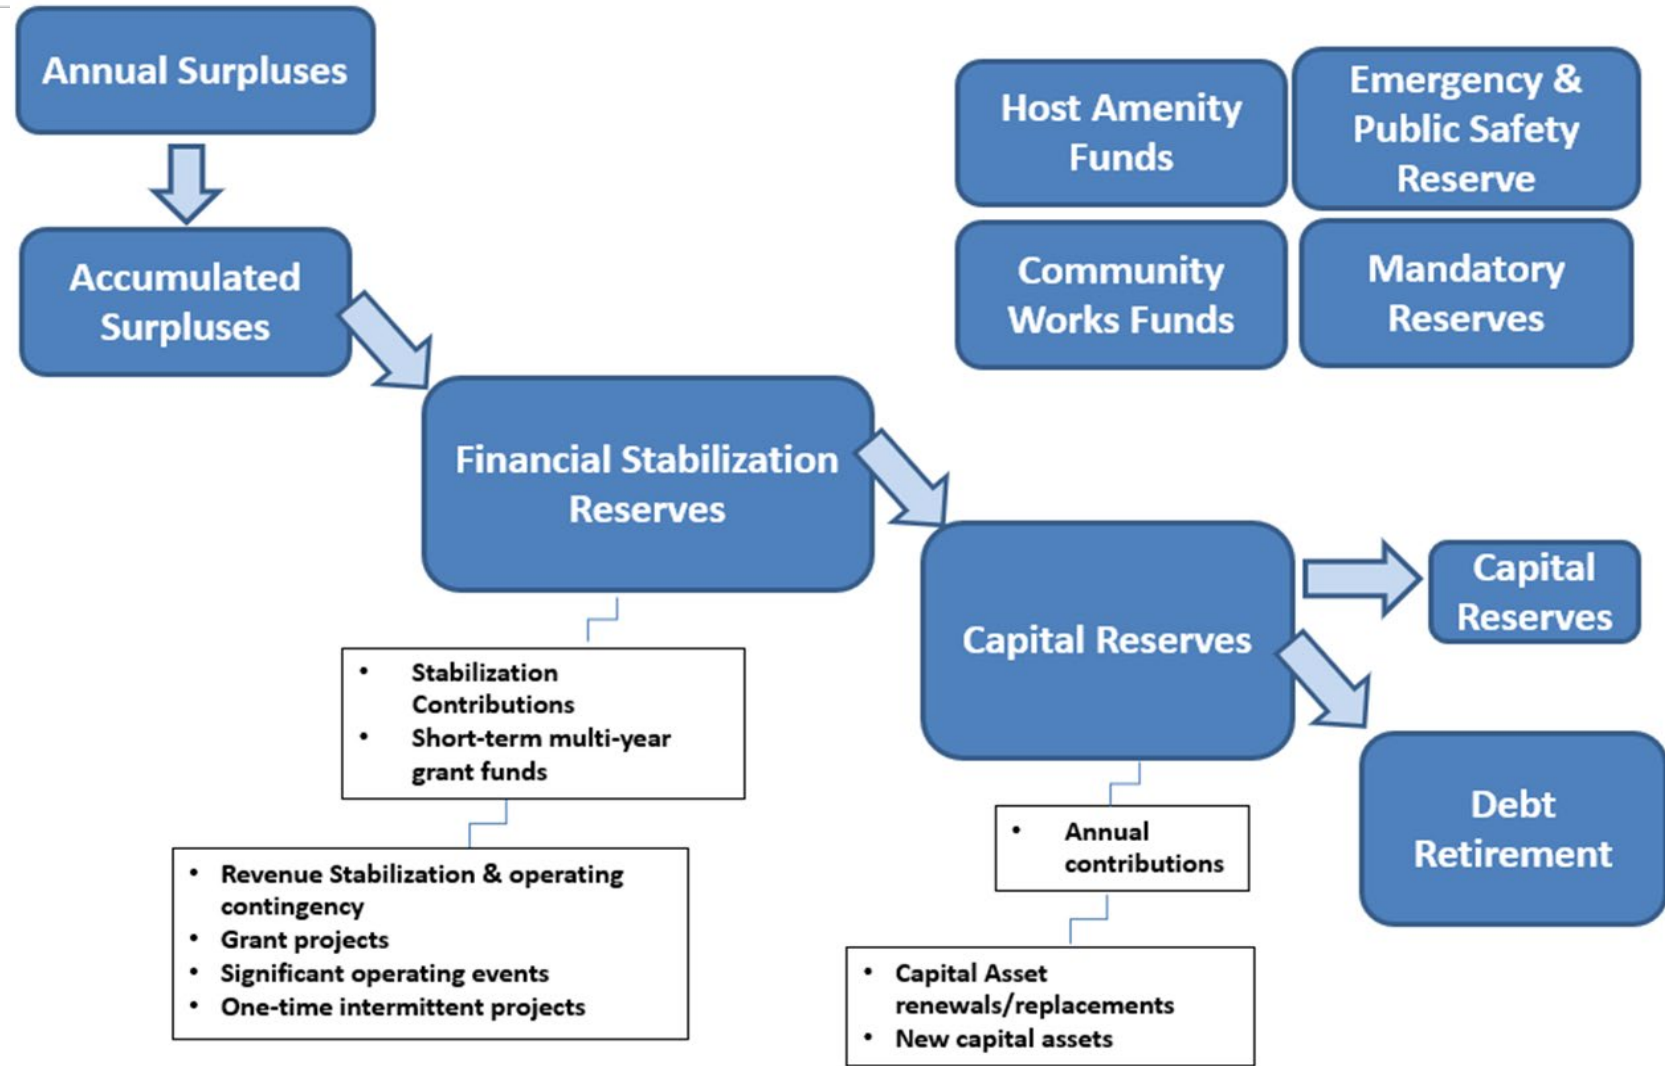 Annual Surpluses
Accumulated
Surpluses
Host Amenity
Funds
Emergency &
Public Safety
Reserve
Community
Works Funds
Mandatory
Reserves
Financial Stabilization
Reserves
Capital Reserves
Capital
Reserves
Debt
Retirement
• Stabilization
Contributions
• Short-term multi-year
grant funds
• Revenue Stabilization & operating
contingency
• Grant projects
• Significant operating events
• One-time intermittent projects
• Annual
contributions
• Capital Asset
renewals/replacements
• New capital assets